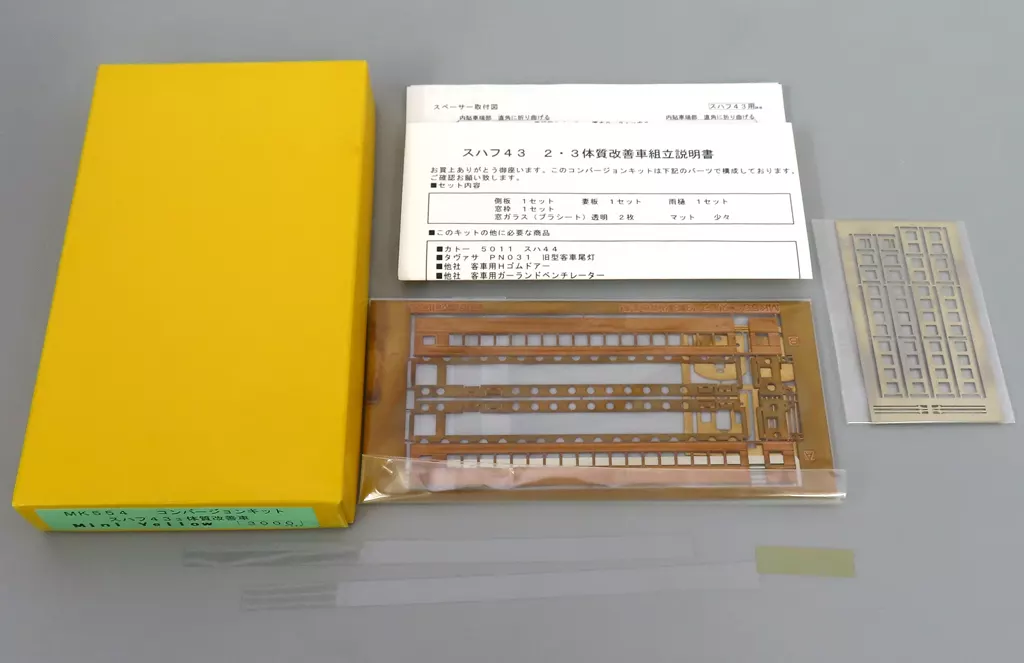 スペーサー取付図
スハフ43用
内貼車端部 直角に折り曲げる
内貼車端部 直角に折り曲げる
スハフ43 2・3体質改善車組立説明書
お買上ありがとう御座います。このコンバージョンキットは下記のパーツで構成しております。
ご確認お願い致します。
■セット内容
側板 1セット 妻板 1セット 雨樋 1セット
窓枠 1セット
窓ガラス(プラシート)透明 2枚 マット 少々
■このキットの他に必要な商品
■カトー 5011 スハ44
■タヴァサ PN031 旧型客車尾灯
■他社 客車用Hゴムドアー
■他社 客車用ガーランドベンチレーター
MK554 コンバージョンキット
スハフ43₂体質改善車
Mini Yellow (3000)